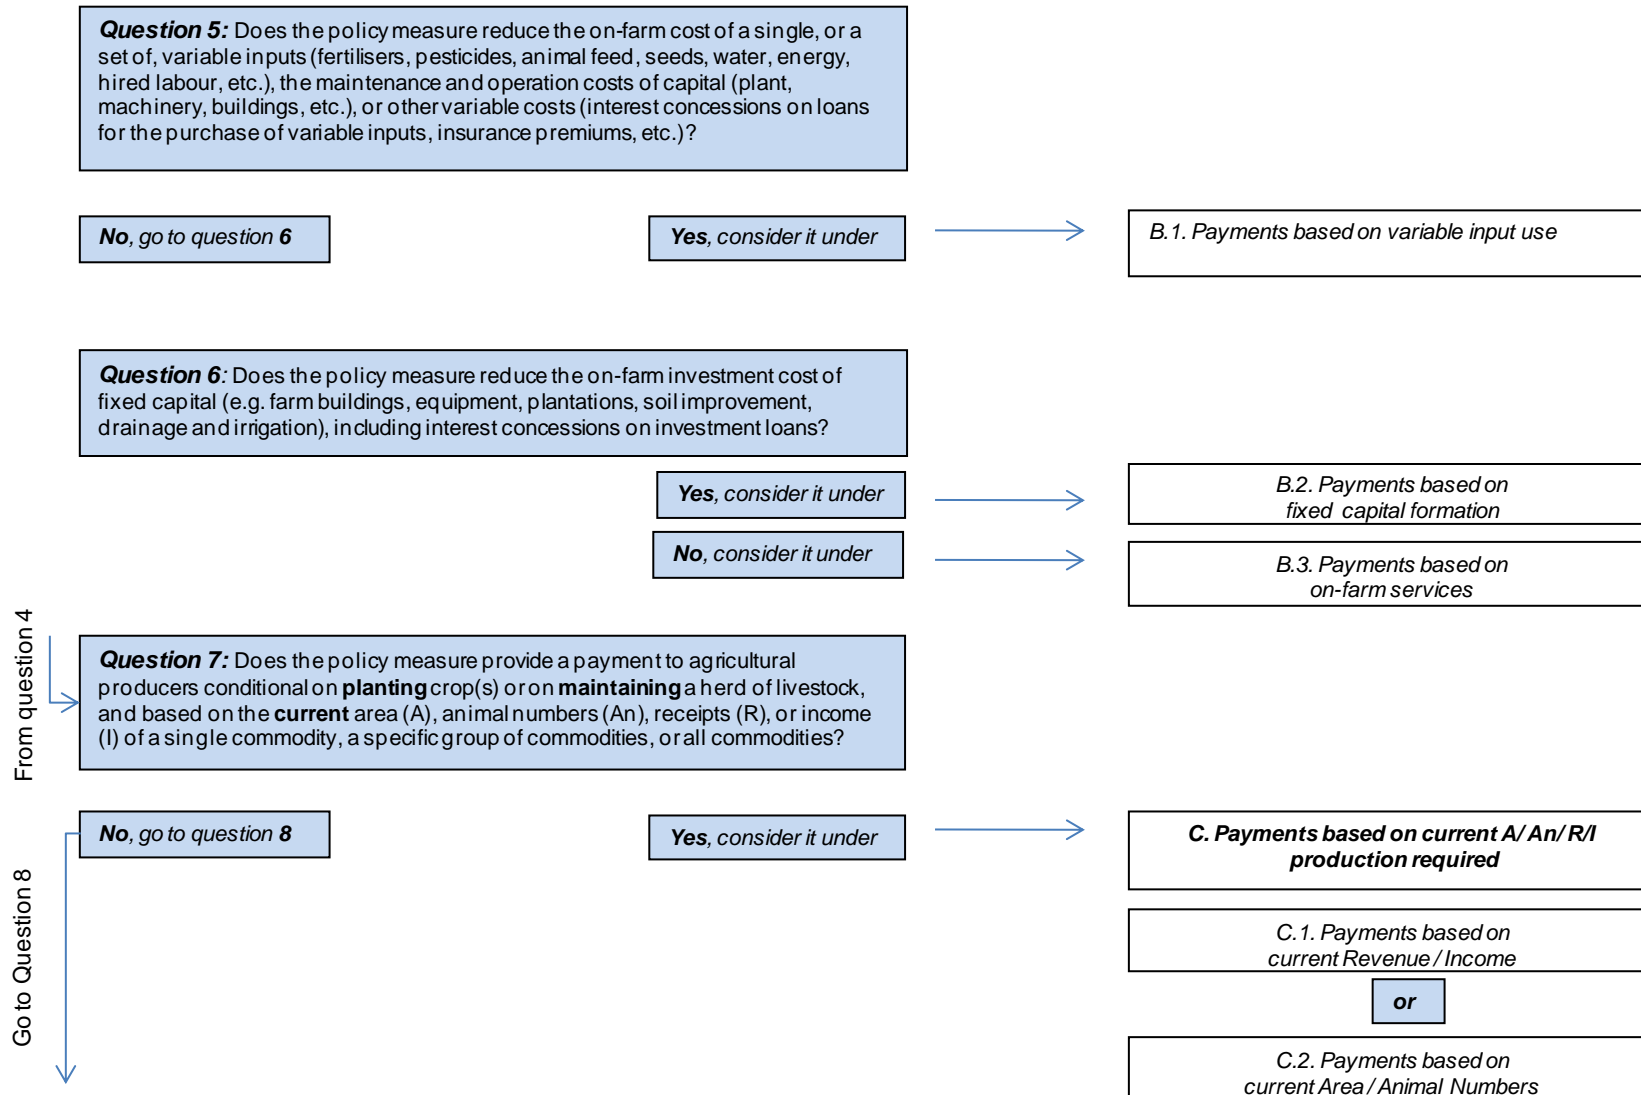 Question 5: Does the policy measure reduce the on-farm cost of a single, or a
set of, variable inputs (fertilisers, pesticides, animal feed, seeds, water, energy,
hired labour, etc.), the maintenance and operation costs of capital (plant,
machinery, buildings, etc.), or other variable costs (interest concessions on loans
for the purchase of variable inputs, insurance premiums, etc.)?
No, go to question 6
Yes, consider it under
B.1. Payments based on variable input use
Question 6: Does the policy measure reduce the on-farm investment cost of
fixed capital (e.g. farm buildings, equipment, plantations, soil improvement,
drainage and irrigation), including interest concessions on investment loans?
Yes, consider it under
B.2. Payments based on
fixed capital formation
No, consider it under
B.3. Payments based on
on-farm services
From question 4
Question 7: Does the policy measure provide a payment to agricultural
producers conditional on planting crop(s) or on maintaining a herd of livestock,
and based on the current area (A), animal numbers (An), receipts (R), or income
(I) of a single commodity, a specific group of commodities, or all commodities?
No, go to question 8
Yes, consider it under
C. Payments based on current A/ An/ R/I
production required
Go to Question 8
C.1. Payments based on
current Revenue / Income
or
C.2. Payments based on
current Area / Animal Numbers